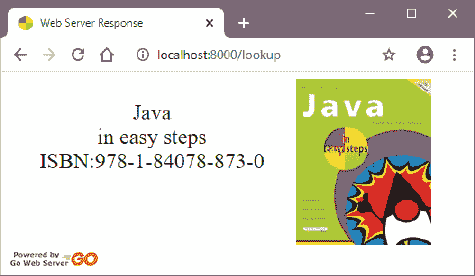 Web Server Response
localhost:8000/lookup
Java
in easy steps
ISBN:978-1-84078-873-0
Java
in easy steps
Powered by
Go Web Server
GO